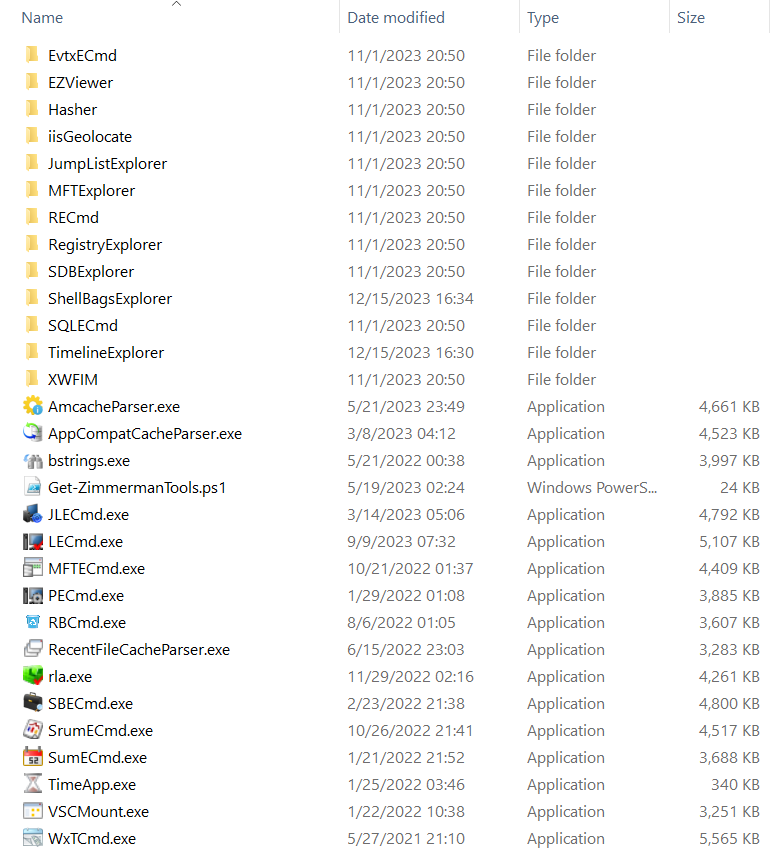 Name Date modified Type Size
EvtxECmd 11/1/2023 20:50 File folder
EZViewer 11/1/2023 20:50 File folder
Hasher 11/1/2023 20:50 File folder
iisGeolocate 11/1/2023 20:50 File folder
JumpListExplorer 11/1/2023 20:50 File folder
MFTExplorer 11/1/2023 20:50 File folder
RECmd 11/1/2023 20:50 File folder
RegistryExplorer 11/1/2023 20:50 File folder
SDBExplorer 11/1/2023 20:50 File folder
ShellBagsExplorer 12/15/2023 16:34 File folder
SQLECmd 11/1/2023 20:50 File folder
TimelineExplorer 12/15/2023 16:30 File folder
XWFIM 11/1/2023 20:50 File folder
AmcacheParser.exe 5/21/2023 23:49 Application 4,661 KB
AppCompatCacheParser.exe 3/8/2023 04:12 Application 4,523 KB
bstrings.exe 5/21/2022 00:38 Application 3,997 KB
Get-ZimmermanTools.ps1 5/19/2023 02:24 Windows PowerS... 24 KB
JLECmd.exe 3/14/2023 05:06 Application 4,792 KB
LECmd.exe 9/9/2023 07:32 Application 5,107 KB
MFTECmd.exe 10/21/2022 01:37 Application 4,409 KB
PECmd.exe 1/29/2022 01:08 Application 3,885 KB
RBCmd.exe 8/6/2022 01:05 Application 3,607 KB
RecentFileCacheParser.exe 6/15/2022 23:03 Application 3,283 KB
rla.exe 11/29/2022 02:16 Application 4,261 KB
SBECmd.exe 2/23/2022 21:38 Application 4,800 KB
SrumECmd.exe 10/26/2022 21:41 Application 4,517 KB
SumECmd.exe 1/21/2022 21:52 Application 3,688 KB
TimeApp.exe 1/25/2022 03:46 Application 340 KB
VSCMount.exe 1/22/2022 10:38 Application 3,251 KB
WxTCmd.exe 5/27/2021 21:10 Application 5,565 KB